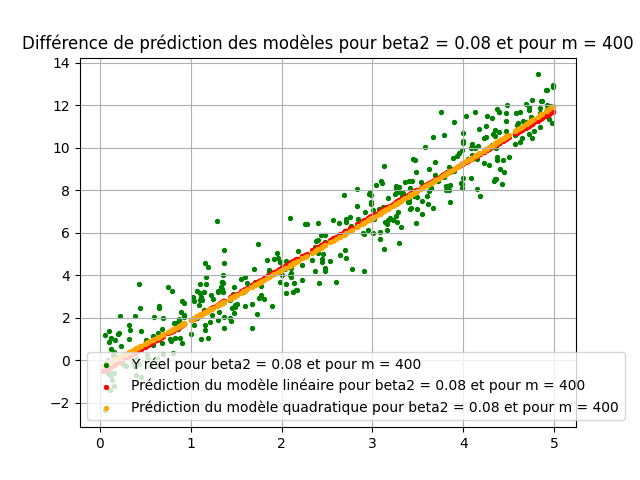 Différence de prédiction des modèles pour beta2 = 0.08 et pour m = 400
14
12
10
8
6
4
2
0
−2
Y réel pour beta2 = 0.08 et pour m = 400
Prédiction du modèle linéaire pour beta2 = 0.08 et pour m = 400
Prédiction du modèle quadratique pour beta2 = 0.08 et pour m = 400
0 1 2 3 4 5